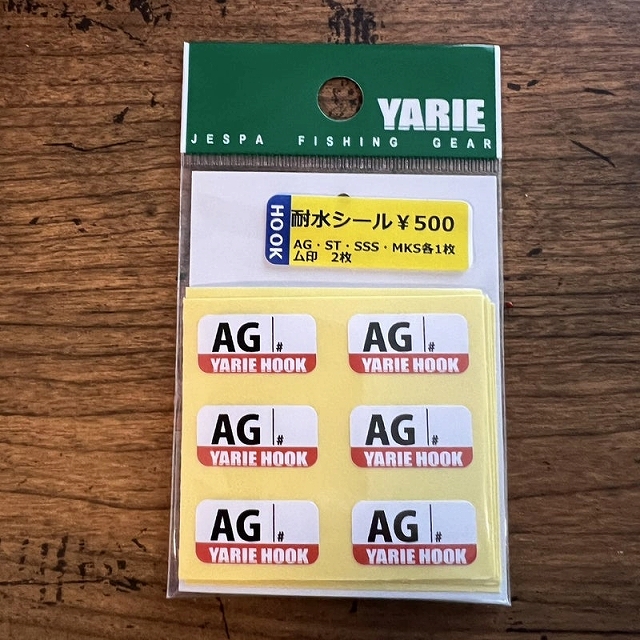 YARIE
JESPA FISHING GEAR
HOOK
耐水シール￥500
AG・ST・SSS・MKS各1枚
ム印 2枚
AG #
YARIE HOOK
AG #
YARIE HOOK
AG #
YARIE HOOK
AG #
YARIE HOOK
AG #
YARIE HOOK
AG #
YARIE HOOK